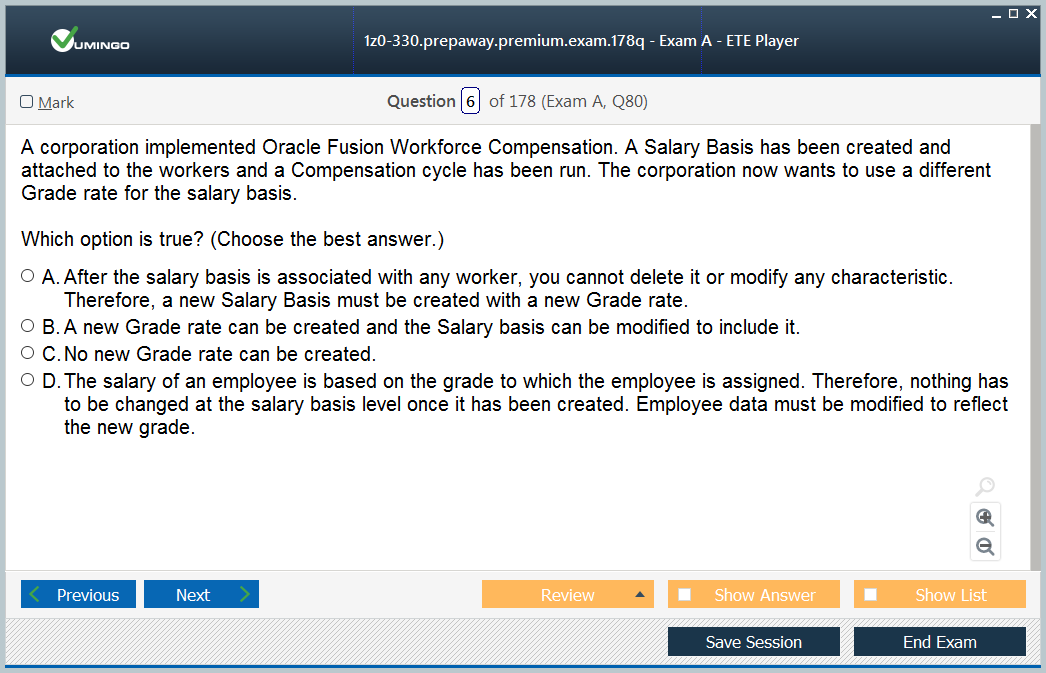 VUMINGO
1z0-330.prepaway.premium.exam.178q - Exam A - ETE Player
Mark
Question 6 of 178 (Exam A, Q80)
A corporation implemented Oracle Fusion Workforce Compensation. A Salary Basis has been created and
attached to the workers and a Compensation cycle has been run. The corporation now wants to use a different
Grade rate for the salary basis.
Which option is true? (Choose the best answer.)
A. After the salary basis is associated with any worker, you cannot delete it or modify any characteristic.
Therefore, a new Salary Basis must be created with a new Grade rate.
B. A new Grade rate can be created and the Salary basis can be modified to include it.
C. No new Grade rate can be created.
D. The salary of an employee is based on the grade to which the employee is assigned. Therefore, nothing has
to be changed at the salary basis level once it has been created. Employee data must be modified to reflect
the new grade.
Previous
Next
Review
Show Answer
Show List
Save Session
End Exam